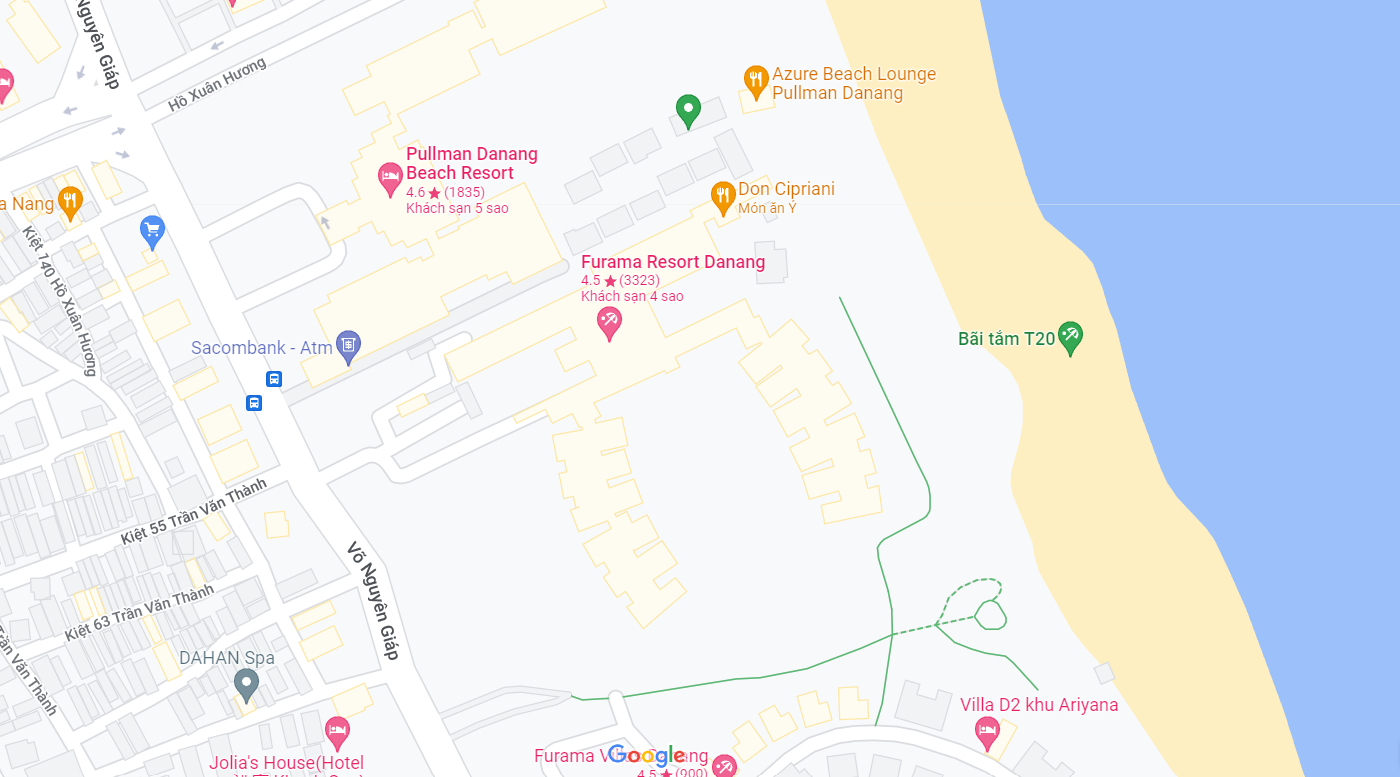 Nguyên Giáp
Hồ Xuân Hương
Azure Beach Lounge
Pullman Danang
Pullman Danang
Beach Resort
4.6 ★ (1835)
Khách sạn 5 sao
a Nang
Don Cipriani
Món ăn Ý
Kiệt 140 Hồ Xuân Hương
Furama Resort Danang
4.5 ★ (3323)
Khách sạn 4 sao
Sacombank - Atm
Bãi tắm T20
Kiệt 55 Trần Văn Thành
Võ Nguyên Giáp
Kiệt 63 Trần Văn Thành
Trần Văn Thành
DAHAN Spa
Villa D2 khu Ariyana
Furama Vi ang
Google
4.5 ★ (900)
Jolia's House(Hotel